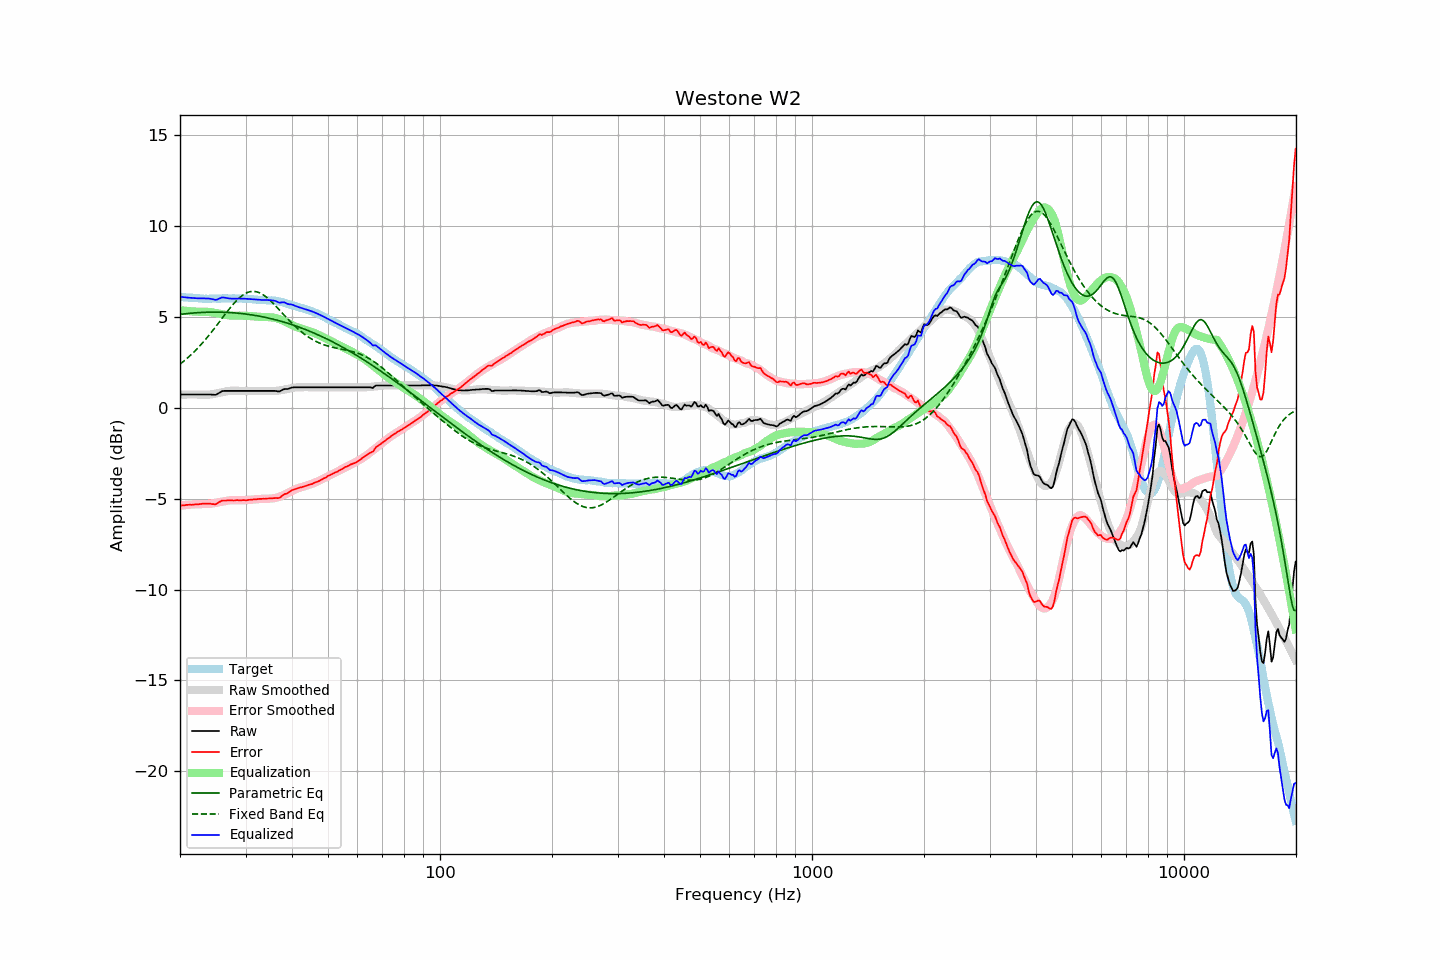 Westone W2
15
10
5
0
−5
−10
−15
−20
Amplitude (dBr)
Target
Raw Smoothed
Error Smoothed
Raw
Error
Equalization
Parametric Eq
Fixed Band Eq
Equalized
100
1000
10000
Frequency (Hz)